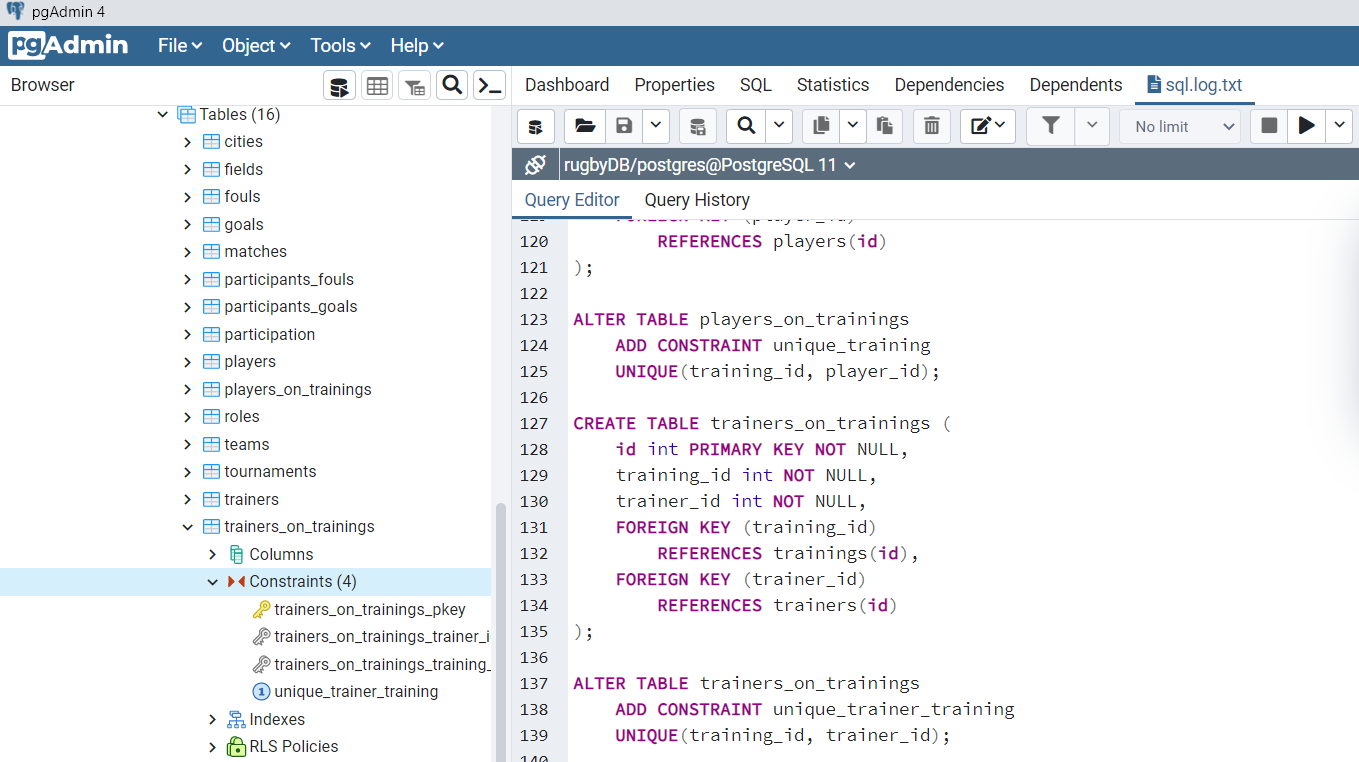 pgAdmin 4
pgAdmin File Object Tools Help
Browser
Dashboard Properties SQL Statistics Dependencies Dependents sql.log.txt
No limit
rugbyDB/postgres@PostgreSQL 11
Query Editor Query History
Tables (16)
cities
fields
fouls
goals
matches
participants_fouls
participants_goals
participation
players
players_on_trainings
roles
teams
tournaments
trainers
trainers_on_trainings
Columns
Constraints (4)
trainers_on_trainings_pkey
trainers_on_trainings_trainer_i
trainers_on_trainings_training_
1 unique_trainer_training
Indexes
RLS Policies
FOREIGN KEY (player_id)
120 REFERENCES players(id)
121 );
122
123 ALTER TABLE players_on_trainings
124 ADD CONSTRAINT unique_training
125 UNIQUE(training_id, player_id);
126
127 CREATE TABLE trainers_on_trainings (
128 id int PRIMARY KEY NOT NULL,
129 training_id int NOT NULL,
130 trainer_id int NOT NULL,
131 FOREIGN KEY (training_id)
132 REFERENCES trainings(id),
133 FOREIGN KEY (trainer_id)
134 REFERENCES trainers(id)
135 );
136
137 ALTER TABLE trainers_on_trainings
138 ADD CONSTRAINT unique_trainer_training
139 UNIQUE(training_id, trainer_id);
140